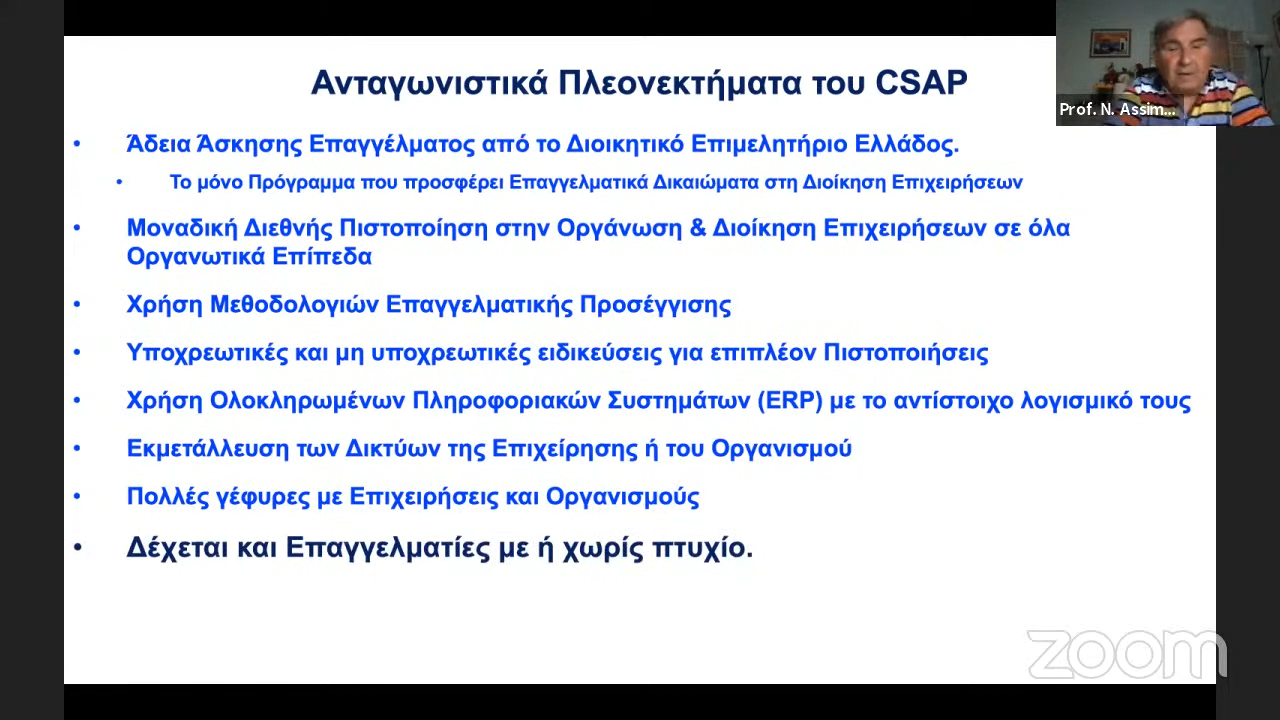 Ανταγωνιστικά Πλεονεκτήματα του CSAP
Prof. N. Assim...
• Άδεια Άσκησης Επαγγέλματος από το Διοικητικό Επιμελητήριο Ελλάδος.
• Το μόνο Πρόγραμμα που προσφέρει Επαγγελματικά Δικαιώματα στη Διοίκηση Επιχειρήσεων
• Μοναδική Διεθνής Πιστοποίηση στην Οργάνωση & Διοίκηση Επιχειρήσεων σε όλα
Οργανωτικά Επίπεδα
• Χρήση Μεθοδολογιών Επαγγελματικής Προσέγγισης
• Υποχρεωτικές και μη υποχρεωτικές ειδικεύσεις για επιπλέον Πιστοποιήσεις
• Χρήση Ολοκληρωμένων Πληροφοριακών Συστημάτων (ERP) με το αντίστοιχο λογισμικό τους
• Εκμετάλλευση των Δικτύων της Επιχείρησης ή του Οργανισμού
• Πολλές γέφυρες με Επιχειρήσεις και Οργανισμούς
• Δέχεται και Επαγγελματίες με ή χωρίς πτυχίο.
zoom